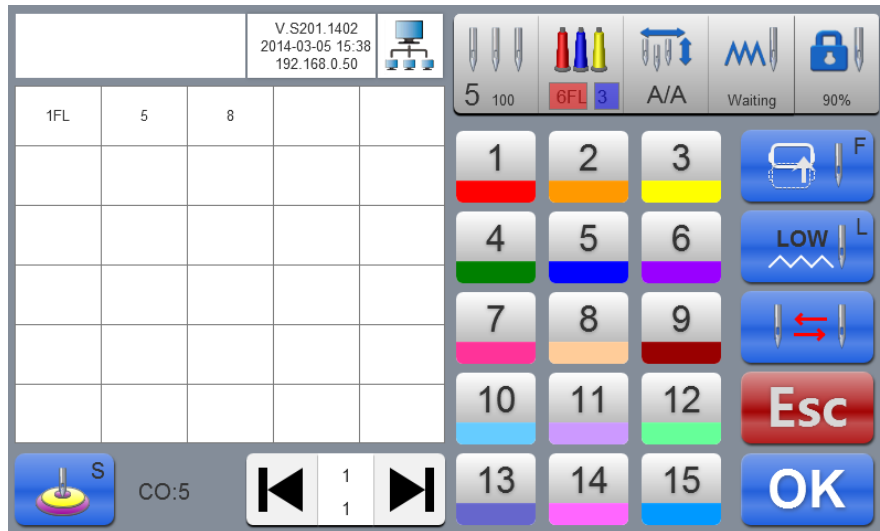 V.S201.1402
2014-03-05 15:38
192.168.0.50
5 100
6FL 3
A/A
Waiting
90%
1FL 5 8
1 2 3
F
4 5 6
LOW L
7 8 9
10 11 12
Esc
S
CO:5
1
1
13 14 15
OK